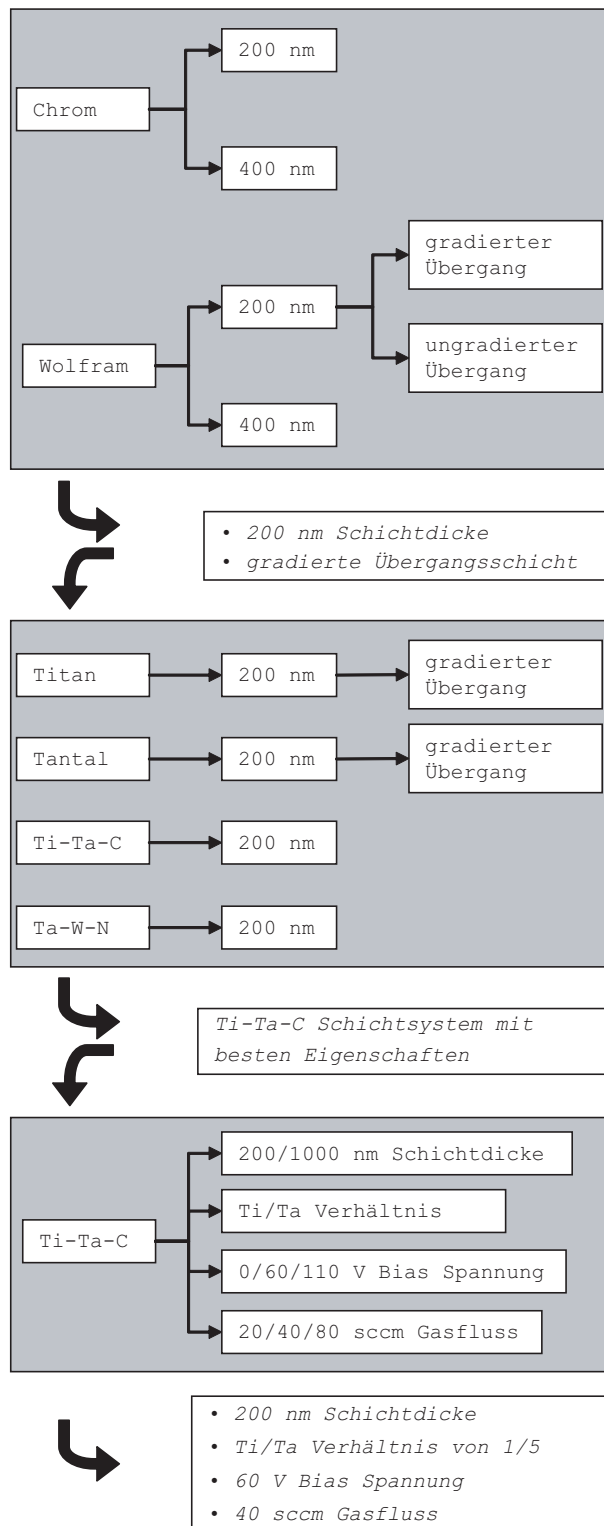 200 nm
Chrom
400 nm
gradierter
Übergang
200 nm
ungradierter
Übergang
Wolfram
400 nm
• 200 nm Schichtdicke
• gradierte Übergangsschicht
Titan
200 nm
gradierter
Übergang
Tantal
200 nm
gradierter
Übergang
Ti-Ta-C
200 nm
Ta-W-N
200 nm
Ti-Ta-C Schichtsystem mit
besten Eigenschaften
200/1000 nm Schichtdicke
Ti/Ta Verhältnis
Ti-Ta-C
0/60/110 V Bias Spannung
20/40/80 sccm Gasfluss
• 200 nm Schichtdicke
• Ti/Ta Verhältnis von 1/5
• 60 V Bias Spannung
• 40 sccm Gasfluss